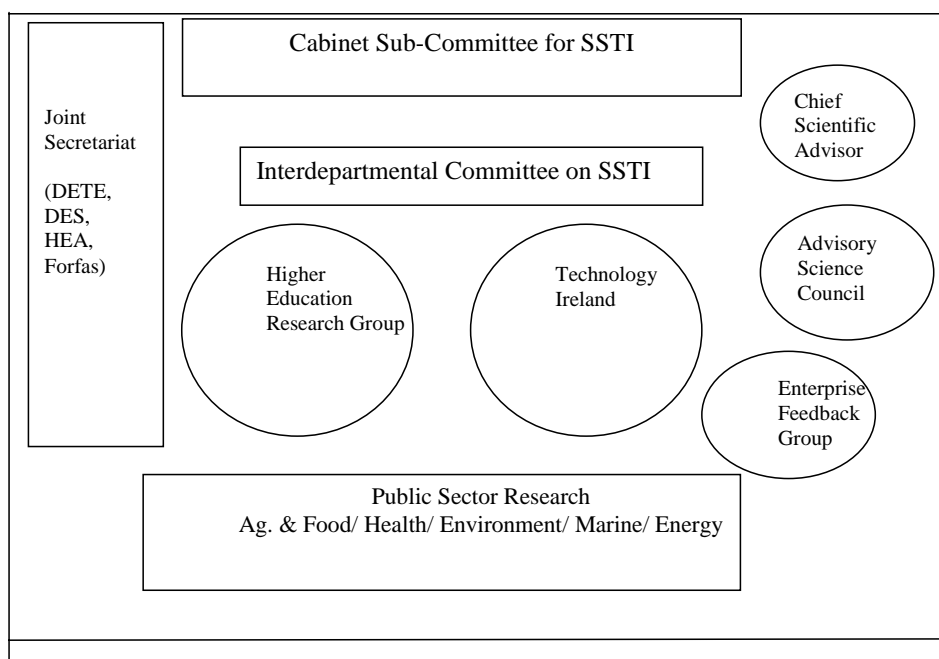 Cabinet Sub-Committee for SSTI
Joint
Secretariat
(DETE,
DES,
HEA,
Forfas)
Chief
Scientific
Advisor
Interdepartmental Committee on SSTI
Higher
Education
Research Group
Technology
Ireland
Advisory
Science
Council
Enterprise
Feedback
Group
Public Sector Research
Ag. & Food/ Health/ Environment/ Marine/ Energy